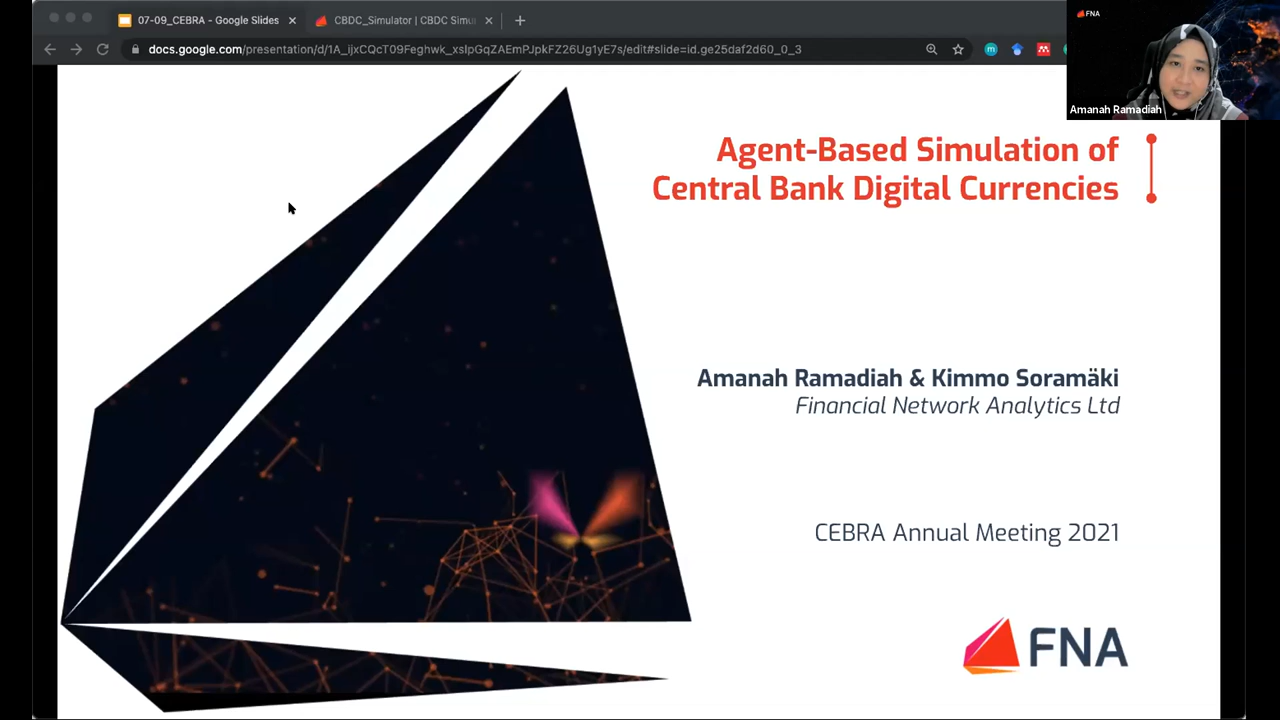 07-09_CEBRA - Google Slides
CBDC_Simulator | CBDC Simu
docs.google.com/presentation/d/1A_ijxCQcT09Feghwk_xsIpGqZAEmPJpkFZ26Ug1yE7s/edit#slide=id.ge25daf2d60_0_3
FNA
Amanah Ramadiah
Agent-Based Simulation of
Central Bank Digital Currencies
Amanah Ramadiah & Kimmo Soramäki
Financial Network Analytics Ltd
CEBRA Annual Meeting 2021
FNA